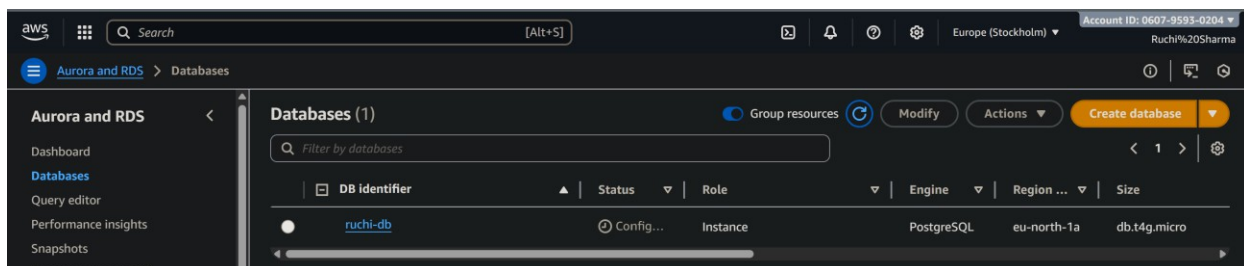 aws Search [Alt+S] Europe (Stockholm) Account ID: 0607-9593-0204
Ruchi%20Sharma
Aurora and RDS > Databases
Aurora and RDS
Dashboard
Databases
Query editor
Performance insights
Snapshots
Databases (1) Group resources Modify Actions Create database
Filter by databases 1
DB identifier Status Role Engine Region ... Size
ruchi-db Config... Instance PostgreSQL eu-north-1a db.t4g.micro